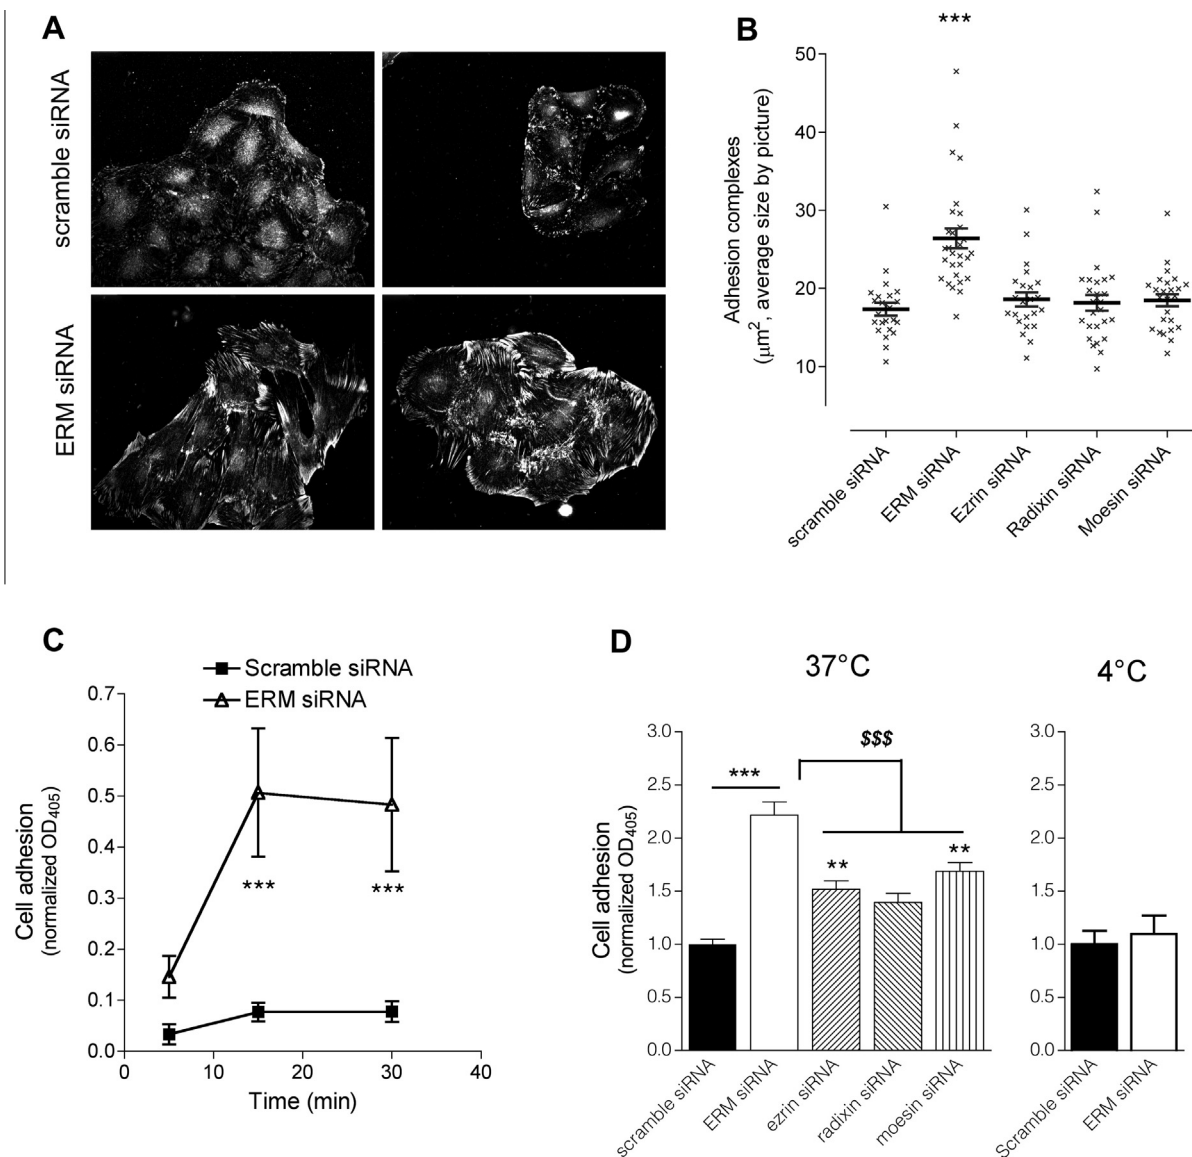 A
scramble siRNA
ERM siRNA
B
***
Adhesion complexes
(μm², average size by picture)
50
40
30
20
10
scramble siRNA
ERM siRNA
Ezrin siRNA
Radixin siRNA
Moesin siRNA
C
Scramble siRNA
ERM siRNA
Cell adhesion
(normalized OD₄₀₅)
0.7
0.6
0.5
0.4
0.3
0.2
0.1
0.0
***
***
0
10
20
30
40
Time (min)
D
37°C
4°C
Cell adhesion
(normalized OD₄₀₅)
3.0
2.5
2.0
1.5
1.0
0.5
0.0
***
$$$
**
**
scramble siRNA
ERM siRNA
ezrin siRNA
radixin siRNA
moesin siRNA
3.0
2.5
2.0
1.5
1.0
0.5
0.0
Scramble siRNA
ERM siRNA